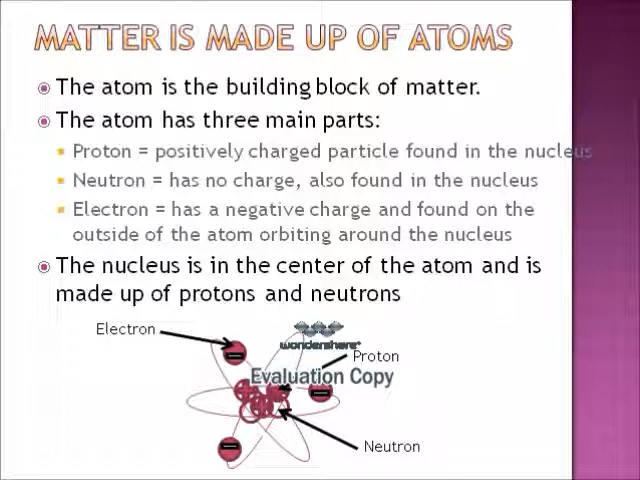 MATTER IS MADE UP OF ATOMS
The atom is the building block of matter.
The atom has three main parts:
Proton = positively charged particle found in the nucleus
Neutron = has no charge, also found in the nucleus
Electron = has a negative charge and found on the
outside of the atom orbiting around the nucleus
The nucleus is in the center of the atom and is
made up of protons and neutrons
Electron
wondershare
Proton
Evaluation Copy
Neutron